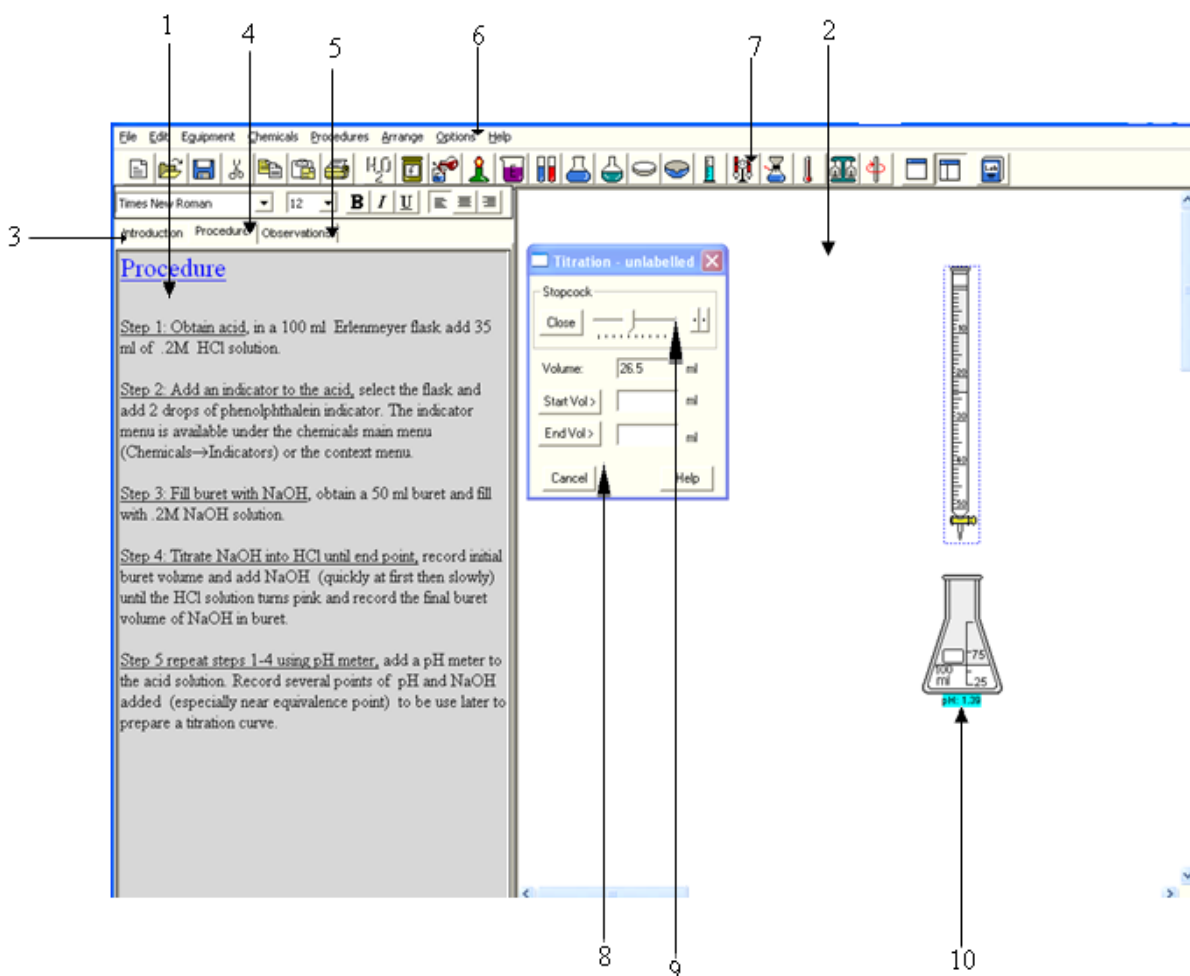 1
4
5
6
7
2
File Edit Equipment Chemicals Procedures Arrange Options Help
H₂O
Times New Roman 12 B I U
3
Introduction Procedure Observations
Procedure
Step 1: Obtain acid, in a 100 ml Erlenmeyer flask add 35
ml of .2M HCl solution.
Step 2: Add an indicator to the acid, select the flask and
add 2 drops of phenolphthalein indicator. The indicator
menu is available under the chemicals main menu
(Chemicals→Indicators) or the context menu.
Step 3: Fill buret with NaOH, obtain a 50 ml buret and fill
with .2M NaOH solution.
Step 4: Titrate NaOH into HCl until end point, record initial
buret volume and add NaOH (quickly at first then slowly)
until the HCl solution turns pink and record the final buret
volume of NaOH in buret.
Step 5 repeat steps 1-4 using pH meter, add a pH meter to
the acid solution. Record several points of pH and NaOH
added (especially near equivalence point) to be use later to
prepare a titration curve.
Titration - unlabelled
Stopcock
Close
Volume: 26.5 ml
Start Vol > ml
End Vol > ml
Cancel Help
10
20
30
40
50
75
100
ml 25
pH: 1.39
8
9
10